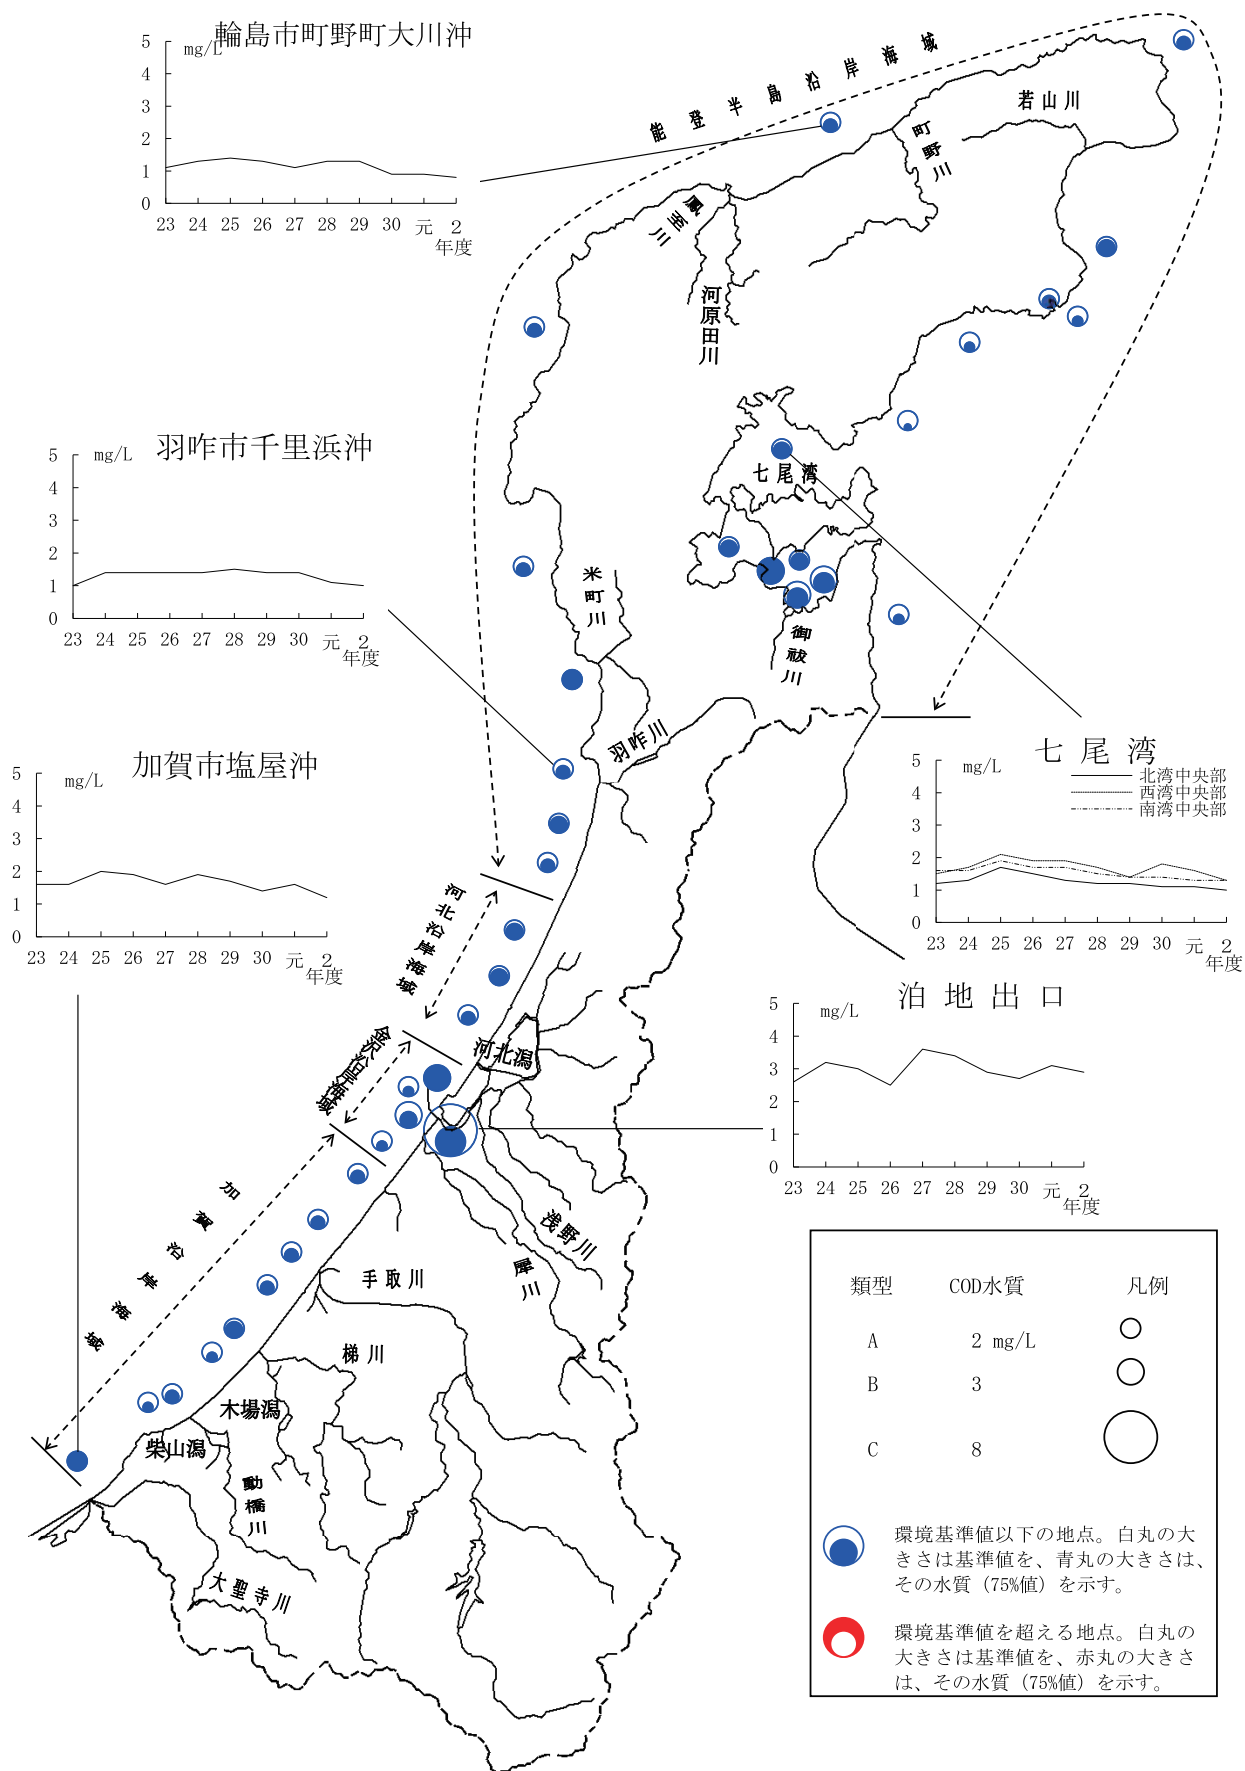 輪島市町野町大川沖
mg/L
5
4
3
2
1
0
23 24 25 26 27 28 29 30 元 2
年度
能登半島沿岸海域
若山川
町野川
鳳至川
河原田川
羽咋市千里浜沖
mg/L
5
4
3
2
1
0
23 24 25 26 27 28 29 30 元 2
年度
七尾湾
米町川
御祓川
羽咋川
加賀市塩屋沖
mg/L
5
4
3
2
1
0
23 24 25 26 27 28 29 30 元 2
年度
七尾湾
mg/L
北湾中央部
西湾中央部
南湾中央部
5
4
3
2
1
0
23 24 25 26 27 28 29 30 元 2
年度
河北沿岸海域
泊地出口
mg/L
5
4
3
2
1
0
23 24 25 26 27 28 29 30 元 2
年度
金沢沿岸海域
河北潟
加賀沿岸海域
浅野川
犀川
手取川
梯川
木場潟
柴山潟
動橋川
大聖寺川
類型 COD水質 凡例
A 2 mg/L
B 3
C 8
環境基準値以下の地点。白丸の大
きさは基準値を、青丸の大きさは、
その水質（75%値）を示す。
環境基準値を超える地点。白丸の
大きさは基準値を、赤丸の大きさ
は、その水質（75%値）を示す。